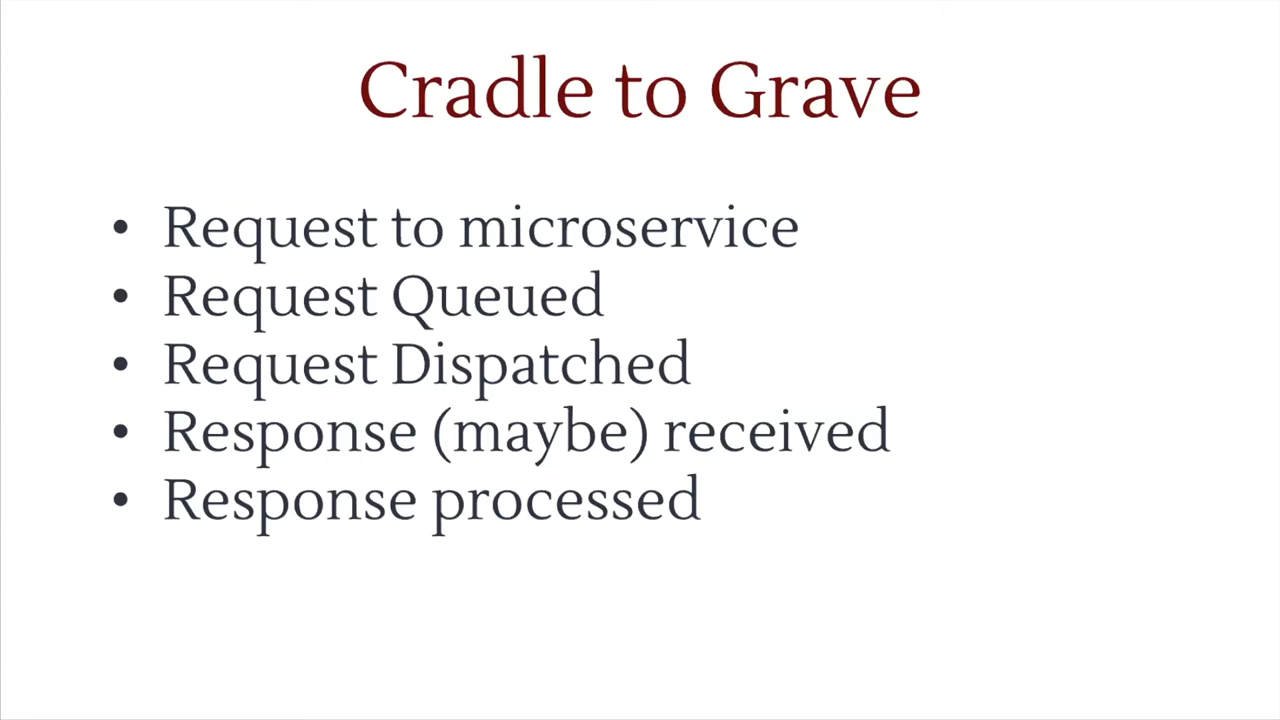 Cradle to Grave
• Request to microservice
• Request Queued
• Request Dispatched
• Response (maybe) received
• Response processed